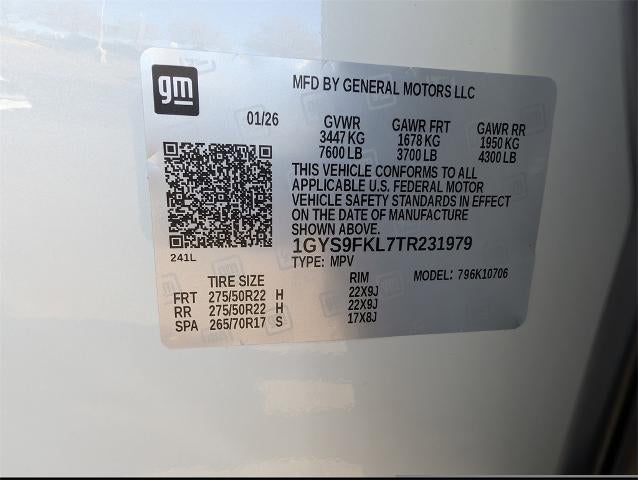 gm
MFD BY GENERAL MOTORS LLC
01/26 GVWR GAWR FRT GAWR RR
3447 KG 1678 KG 1950 KG
7600 LB 3700 LB 4300 LB
THIS VEHICLE CONFORMS TO ALL
APPLICABLE U.S. FEDERAL MOTOR
VEHICLE SAFETY STANDARDS IN EFFECT
ON THE DATE OF MANUFACTURE
SHOWN ABOVE.
241L
1GYS9FKL7TR231979
TYPE: MPV
TIRE SIZE RIM MODEL: 796K10706
FRT 275/50R22 H 22X9J
RR 275/50R22 H 22X9J
SPA 265/70R17 S 17X8J